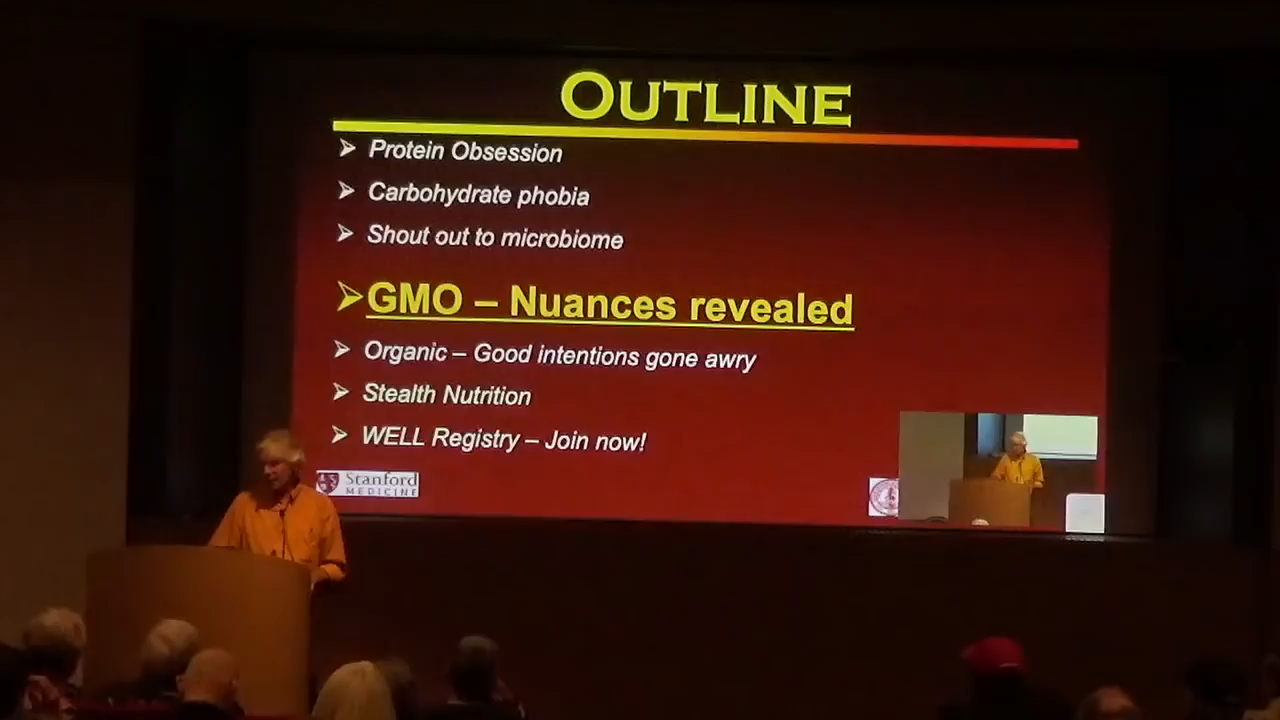 OUTLINE
➢ Protein Obsession
➢ Carbohydrate phobia
➢ Shout out to microbiome
➢ GMO – Nuances revealed
➢ Organic – Good intentions gone awry
➢ Stealth Nutrition
➢ WELL Registry – Join now!
Stanford
MEDICINE